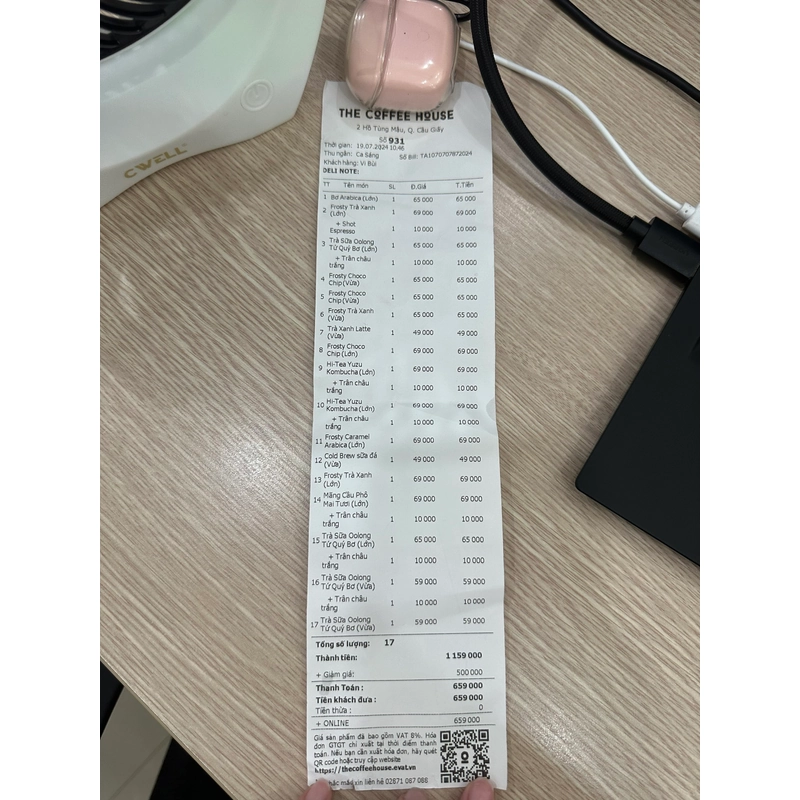 CWELL
THE COFFEE HOUSE
2 Hồ Tùng Mậu, Q. Cầu Giấy
Số 931
Thời gian: 19.07.2024 10:46
Thu ngân: Ca Sáng Số Bill: TA1070707872024
Khách hàng: Vi Bùi
DELI NOTE:
TT Tên món SL Đ.Giá T.Tiền
1 Bơ Arabica (Lớn) 1 65 000 65 000
2 Frosty Trà Xanh 1 69 000 69 000
(Lớn)
+ Shot 1 10 000 10 000
Espresso
3 Trà Sữa Oolong 1 65 000 65 000
Tứ Quý Bơ (Lớn)
+ Trân châu 1 10 000 10 000
trắng
4 Frosty Choco 1 65 000 65 000
Chip (Vừa)
5 Frosty Choco 1 65 000 65 000
Chip (Vừa)
6 Frosty Trà Xanh 1 65 000 65 000
(Vừa)
7 Trà Xanh Latte 1 49 000 49 000
(Vừa)
8 Frosty Choco 1 69 000 69 000
Chip (Lớn)
9 Hi-Tea Yuzu 1 69 000 69 000
Kombucha (Lớn)
+ Trân châu 1 10 000 10 000
trắng
10 Hi-Tea Yuzu 1 69 000 69 000
Kombucha (Lớn)
+ Trân châu 1 10 000 10 000
trắng
11 Frosty Caramel 1 69 000 69 000
Arabica (Lớn)
12 Cold Brew sữa đá 1 49 000 49 000
(Vừa)
13 Frosty Trà Xanh 1 69 000 69 000
(Lớn)
14 Mãng Cầu Phô 1 69 000 69 000
Mai Tươi (Lớn)
+ Trân châu 1 10 000 10 000
trắng
15 Trà Sữa Oolong 1 65 000 65 000
Tứ Quý Bơ (Lớn)
+ Trân châu 1 10 000 10 000
trắng
16 Trà Sữa Oolong 1 59 000 59 000
Tứ Quý Bơ (Vừa)
+ Trân châu 1 10 000 10 000
trắng
17 Trà Sữa Oolong 1 59 000 59 000
Tứ Quý Bơ (Vừa)
Tổng số lượng: 17
Thành tiền: 1 159 000
+ Giảm giá: 500 000
Thanh Toán : 659 000
Tiền khách đưa : 659 000
Tiền thừa : 0
+ ONLINE 659 000
Giá sản phẩm đã bao gồm VAT 8%. Hóa
đơn GTGT chỉ xuất tại thời điểm thanh
toán. Nếu bạn cần xuất hóa đơn, hãy quét
QR code hoặc truy cập website
https://thecoffeehouse.evat.vn
mắc xin liên hệ 02871 087 088